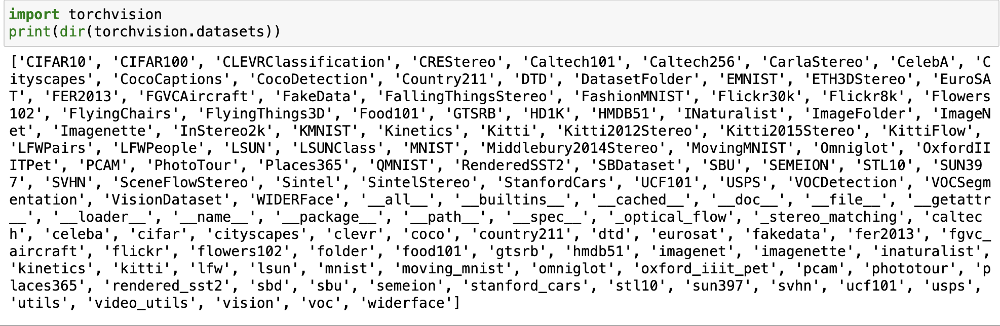 import torchvision
print(dir(torchvision.datasets))
['CIFAR10', 'CIFAR100', 'CLEVRClassification', 'CREStereo', 'Caltech101', 'Caltech256', 'CarlaStereo', 'CelebA', 'C
ityscapes', 'CocoCaptions', 'CocoDetection', 'Country211', 'DTD', 'DatasetFolder', 'EMNIST', 'ETH3DStereo', 'EuroSA
T', 'FER2013', 'FGVCAircraft', 'FakeData', 'FallingThingsStereo', 'FashionMNIST', 'Flickr30k', 'Flickr8k', 'Flowers
102', 'FlyingChairs', 'FlyingThings3D', 'Food101', 'GTSRB', 'HD1K', 'HMDB51', 'INaturalist', 'ImageFolder', 'ImageN
et', 'Imagenette', 'InStereo2k', 'KMNIST', 'Kinetics', 'Kitti', 'Kitti2012Stereo', 'Kitti2015Stereo', 'KittiFlow',
'LFWPairs', 'LFWPeople', 'LSUN', 'LSUNClass', 'MNIST', 'Middlebury2014Stereo', 'MovingMNIST', 'Omniglot', 'OxfordII
ITPet', 'PCAM', 'PhotoTour', 'Places365', 'QMNIST', 'RenderedSST2', 'SBDataset', 'SBU', 'SEMEION', 'STL10', 'SUN39
7', 'SVHN', 'SceneFlowStereo', 'Sintel', 'SintelStereo', 'StanfordCars', 'UCF101', 'USPS', 'VOCDetection', 'VOCSegm
entation', 'VisionDataset', 'WIDERFace', '__all__', '__builtins__', '__cached__', '__doc__', '__file__', '__getattr
__', '__loader__', '__name__', '__package__', '__path__', '__spec__', '_optical_flow', '_stereo_matching', 'caltec
h', 'celeba', 'cifar', 'cityscapes', 'clevr', 'coco', 'country211', 'dtd', 'eurosat', 'fakedata', 'fer2013', 'fgvc_
aircraft', 'flickr', 'flowers102', 'folder', 'food101', 'gtsrb', 'hmdb51', 'imagenet', 'imagenette', 'inaturalist',
'kinetics', 'kitti', 'lfw', 'lsun', 'mnist', 'moving_mnist', 'omniglot', 'oxford_iiit_pet', 'pcam', 'phototour', 'p
laces365', 'rendered_sst2', 'sbd', 'sbu', 'semeion', 'stanford_cars', 'stl10', 'sun397', 'svhn', 'ucf101', 'usps',
'utils', 'video_utils', 'vision', 'voc', 'widerface']